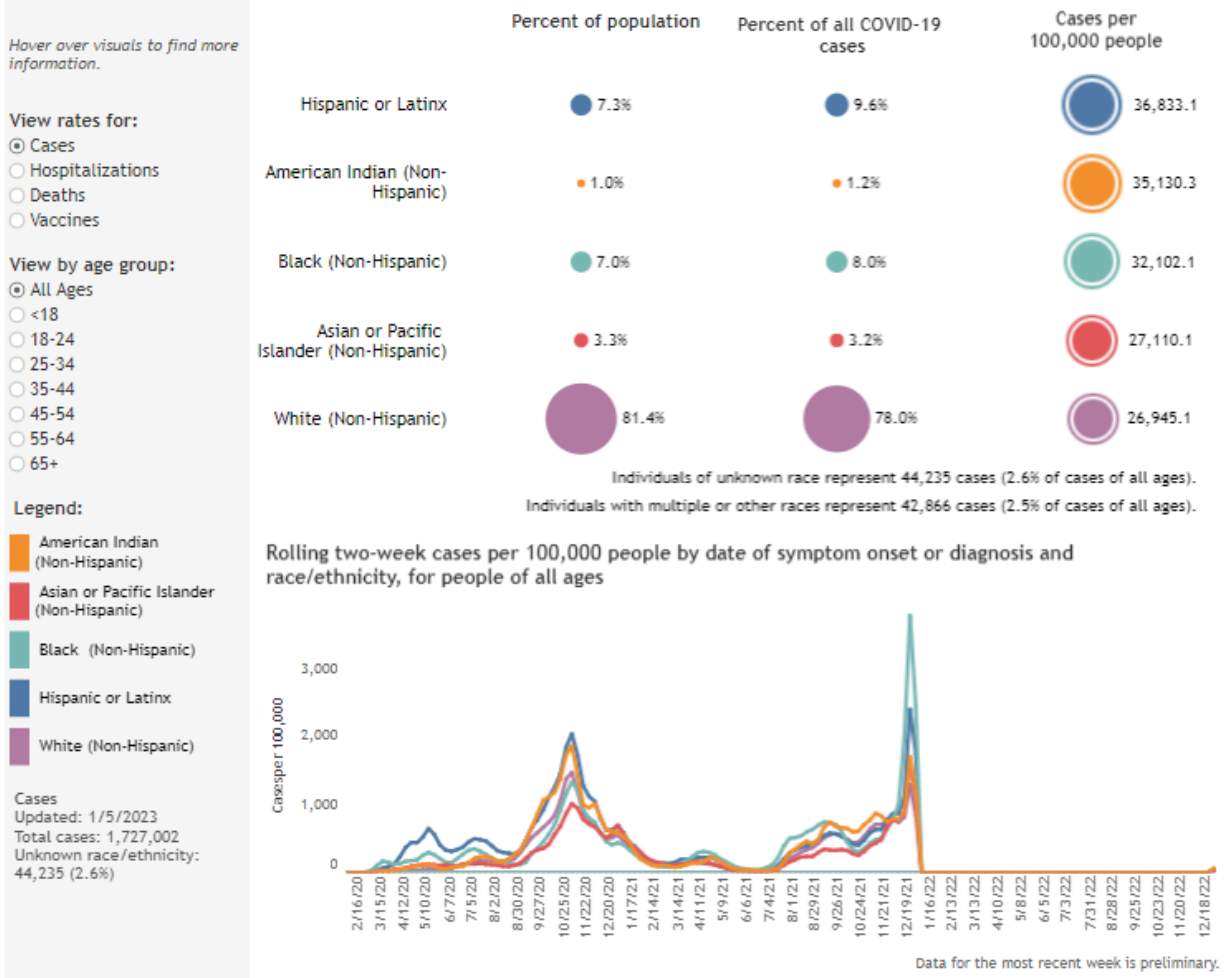 Hover over visuals to find more
information.
View rates for:
Cases
Hospitalizations
Deaths
Vaccines
View by age group:
All Ages
<18
18-24
25-34
35-44
45-54
55-64
65+
Legend:
American Indian
(Non-Hispanic)
Asian or Pacific Islander
(Non-Hispanic)
Black (Non-Hispanic)
Hispanic or Latinx
White (Non-Hispanic)
Cases
Updated: 1/5/2023
Total cases: 1,727,002
Unknown race/ethnicity:
44,235 (2.6%)
Percent of population
Percent of all COVID-19
cases
Cases per
100,000 people
Hispanic or Latinx 7.3% 9.6% 36,833.1
American Indian (Non-
Hispanic) 1.0% 1.2% 35,130.3
Black (Non-Hispanic) 7.0% 8.0% 32,102.1
Asian or Pacific
Islander (Non-Hispanic) 3.3% 3.2% 27,110.1
White (Non-Hispanic) 81.4% 78.0% 26,945.1
Individuals of unknown race represent 44,235 cases (2.6% of cases of all ages).
Individuals with multiple or other races represent 42,866 cases (2.5% of cases of all ages).
Rolling two-week cases per 100,000 people by date of symptom onset or diagnosis and
race/ethnicity, for people of all ages
Casesper 100,000
3,000
2,000
1,000
0
2/16/20
3/15/20
4/12/20
5/10/20
6/7/20
7/5/20
8/2/20
8/30/20
9/27/20
10/25/20
11/22/20
12/20/20
1/17/21
2/14/21
3/14/21
4/11/21
5/9/21
6/6/21
7/4/21
8/1/21
8/29/21
9/26/21
10/24/21
11/21/21
12/19/21
1/16/22
2/13/22
3/13/22
4/10/22
5/8/22
6/5/22
7/3/22
7/31/22
8/28/22
9/25/22
10/23/22
11/20/22
12/18/22
Data for the most recent week is preliminary.